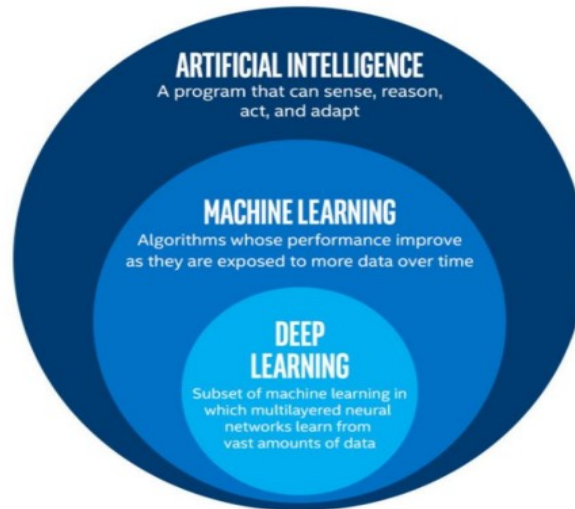 ARTIFICIAL INTELLIGENCE
A program that can sense, reason,
act, and adapt
MACHINE LEARNING
Algorithms whose performance improve
as they are exposed to more data over time
DEEP
LEARNING
Subset of machine learning in
which multilayered neural
networks learn from
vast amounts of data